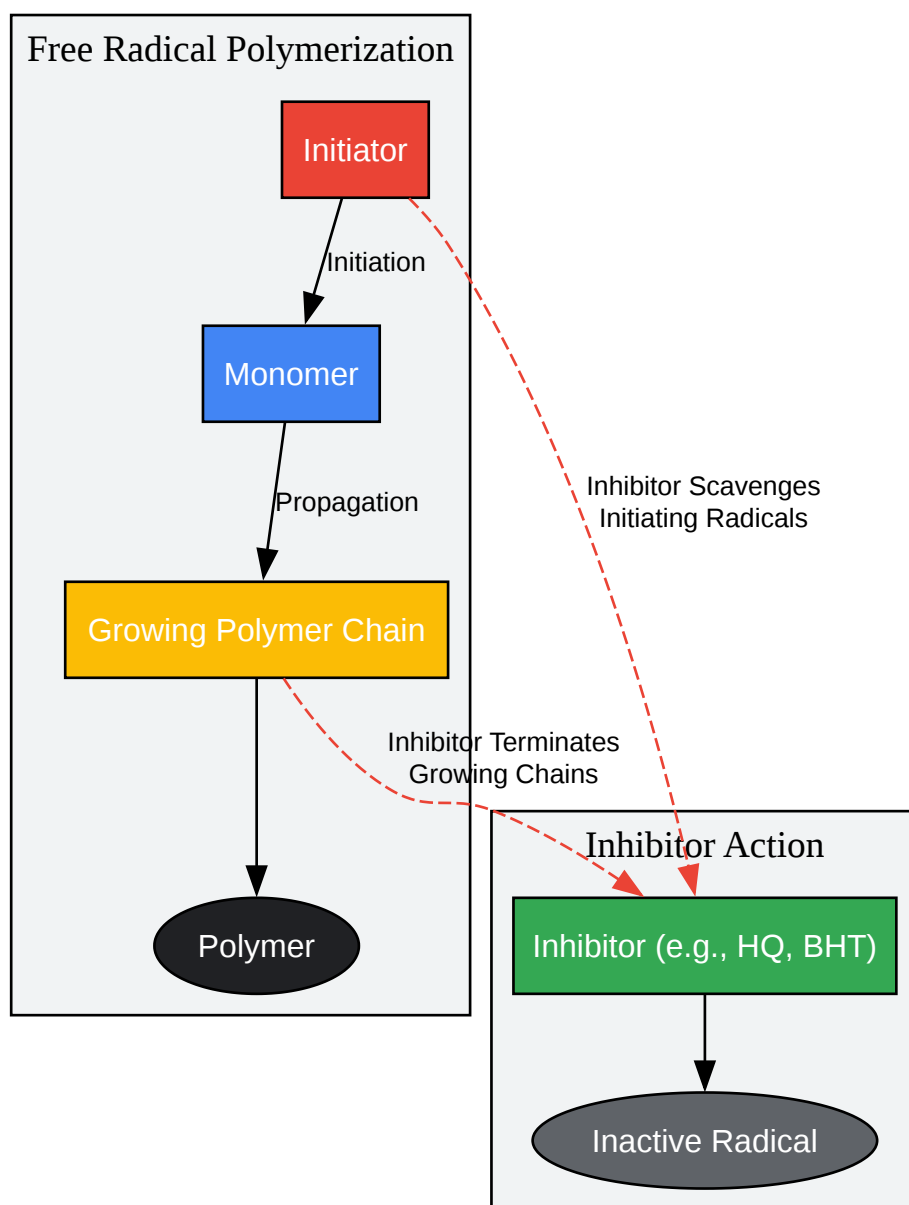 Free Radical Polymerization
Initiator
Initiation
Monomer
Propagation
Inhibitor Scavenges
Initiating Radicals
Growing Polymer Chain
Inhibitor Terminates
Growing Chains
Inhibitor Action
Polymer
Inhibitor (e.g., HQ, BHT)
Inactive Radical